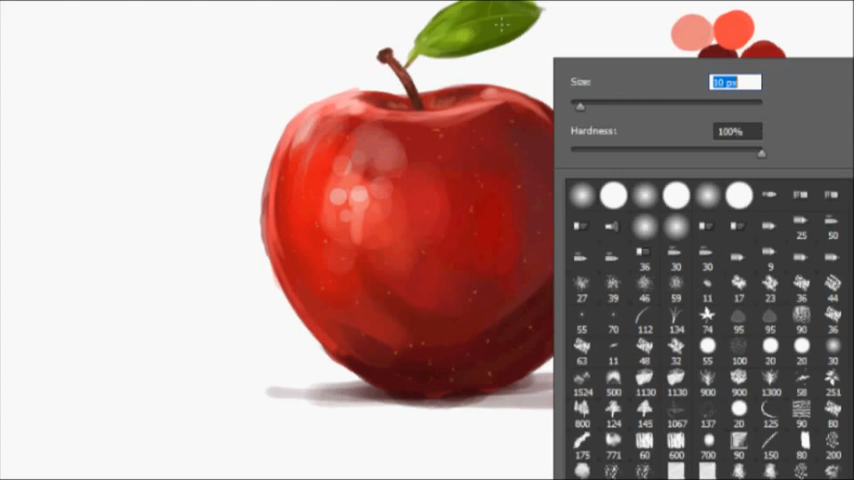 Size: 10 px
Hardness: 100%
25 50
36 30 30 9
27 39 46 59 11 17 23 36 44
55 70 112 134 74 95 95 90 36
63 11 48 32 55 100 20 20 30
1524 500 1130 1130 900 900 1300 58 251
800 124 145 1067 137 20 125 90 80
175 771 60 600 700 90 150 80 200